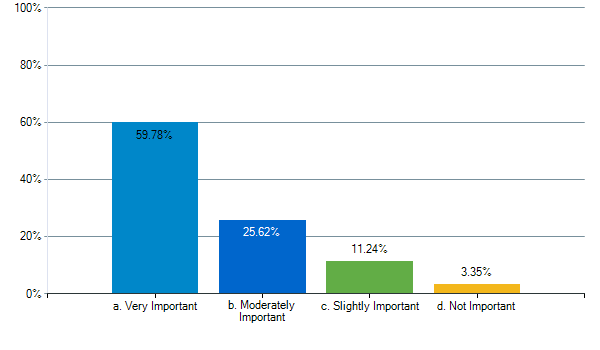 100%
80%
60%
40%
20%
0%
59.78%
25.62%
11.24%
3.35%
a. Very Important
b. Moderately
Important
c. Slightly Important
d. Not Important